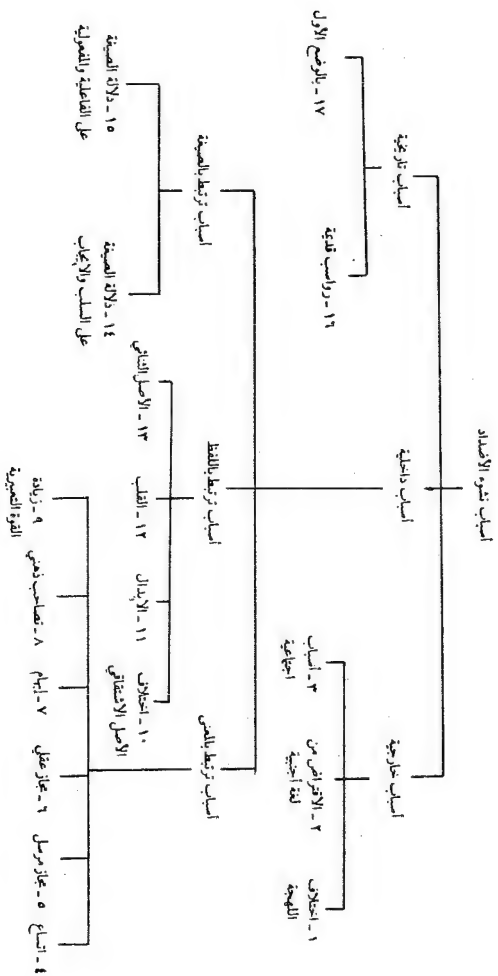 أسباب نشوء الأضداد
أسباب خارجية
أسباب داخلية
أسباب تاريخية
١ - اختلاف
اللهجة
٢ - الاقتراض من
لغة أجنبية
٣ - أسباب
اجتماعية
١٦ - رواسب قديمة
١٧ - بالوضع الأول
أسباب ترتبط بالمعنى
أسباب ترتبط باللفظ
أسباب ترتبط بالصيغة
٤ - اتساع
٥ - مجاز مرسل
٦ - مجاز عقلي
٧ - إبهام
٨ - تصاحب ذهني
٩ - زيادة
القوة التعبيرية
١٠ - اختلاف
الأصل الاشتقاقي
١١ - الإبدال
١٢ - القلب
١٣ - الأصل الثنائي
١٤ - دلالة الصيغة
على السلب والإيجاب
١٥ - دلالة الصيغة
على الفاعلية والمفعولية